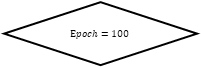 Epoch = 100